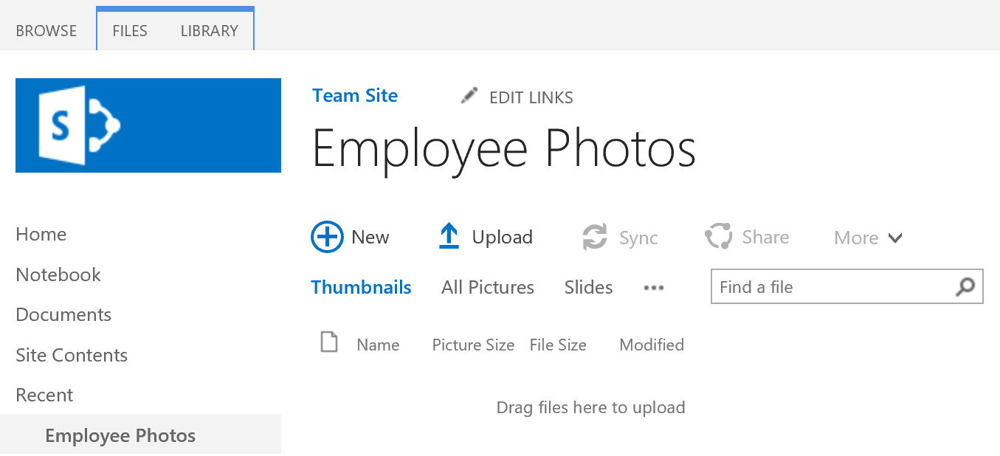 BROWSE FILES LIBRARY
S
Team Site EDIT LINKS
Employee Photos
Home
Notebook
Documents
Site Contents
Recent
Employee Photos
New Upload Sync Share More
Thumbnails All Pictures Slides ••• Find a file
Name Picture Size File Size Modified
Drag files here to upload